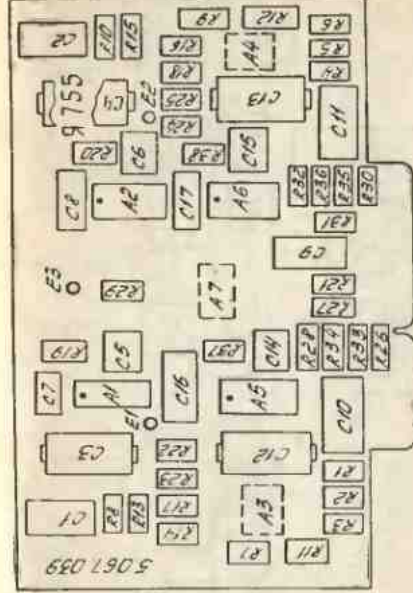 C2
R10
R15
R9
R12
R6
R16
A4
R5
R18
R4
Я 755
C4
E2
R25
C13
R24
C11
R20
C6
R38
C15
C8
A2
C17
A6
R32
R36
R35
R30
R31
E3
C9
R29
A7
R21
R27
R19
C5
R37
C14
R28
R34
R33
R26
C7
A1
C16
A5
E1
C10
C3
R22
C12
R23
R1
C1
R8
R13
R17
A3
R2
R14
R3
R7
R11
5 061 039